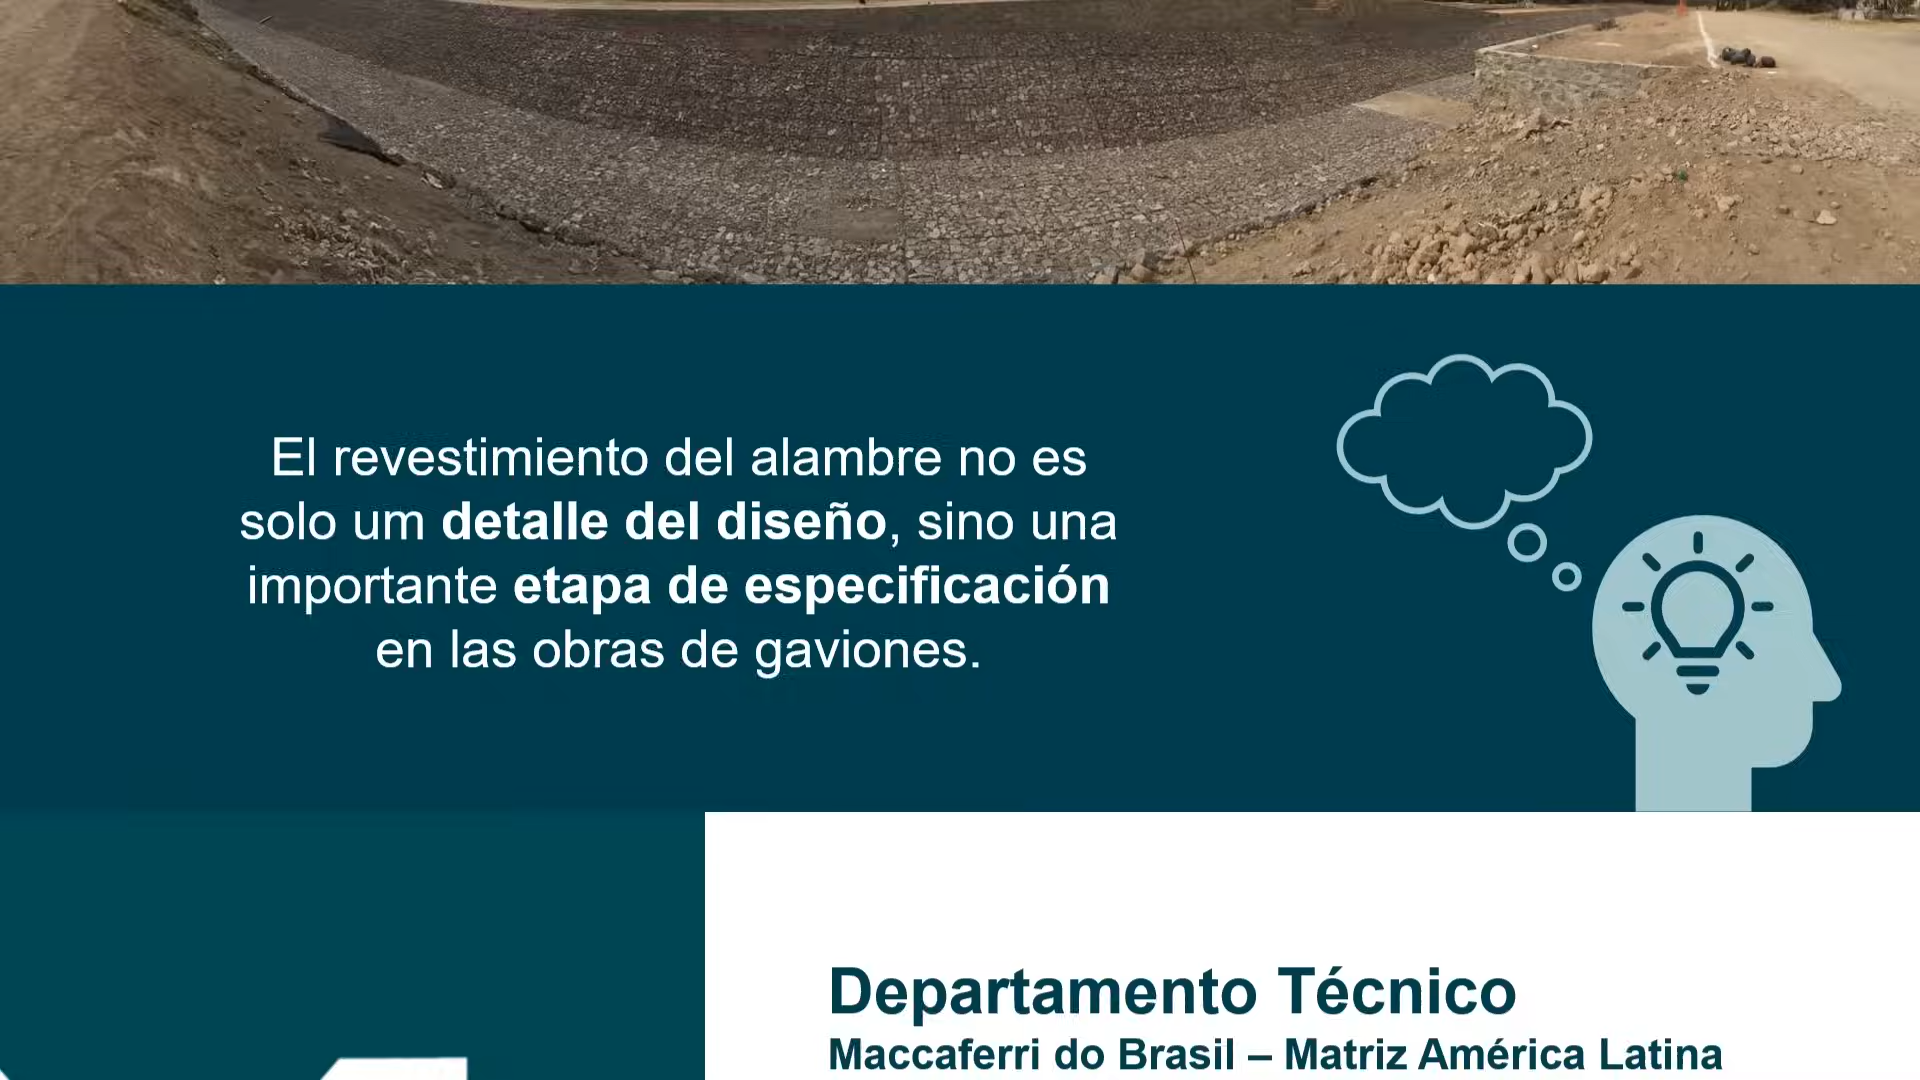 El revestimiento del alambre no es
solo um detalle del diseño, sino una
importante etapa de especificación
en las obras de gaviones.
Departamento Técnico
Maccaferri do Brasil – Matriz América Latina